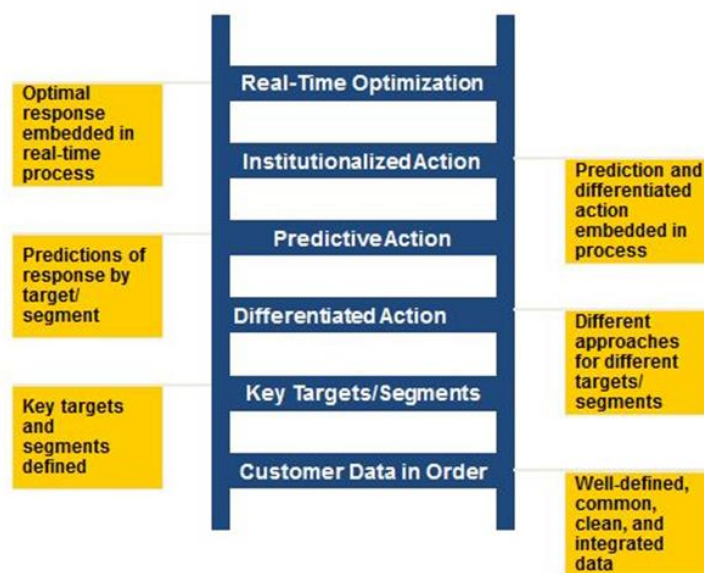 Real-Time Optimization
Optimal
response
embedded in
real-time
process
Institutionalized Action
Prediction and
differentiated
action
embedded in
process
Predictive Action
Predictions of
response by
target/
segment
Differentiated Action
Different
approaches
for different
targets/
segments
Key Targets/Segments
Key targets
and
segments
defined
Customer Data in Order
Well-defined,
common,
clean, and
integrated
data